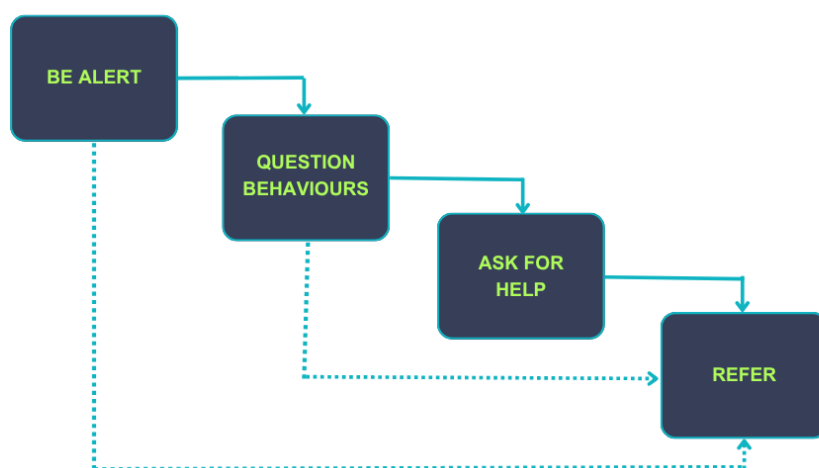 BE ALERT
QUESTION
BEHAVIOURS
ASK FOR
HELP
REFER